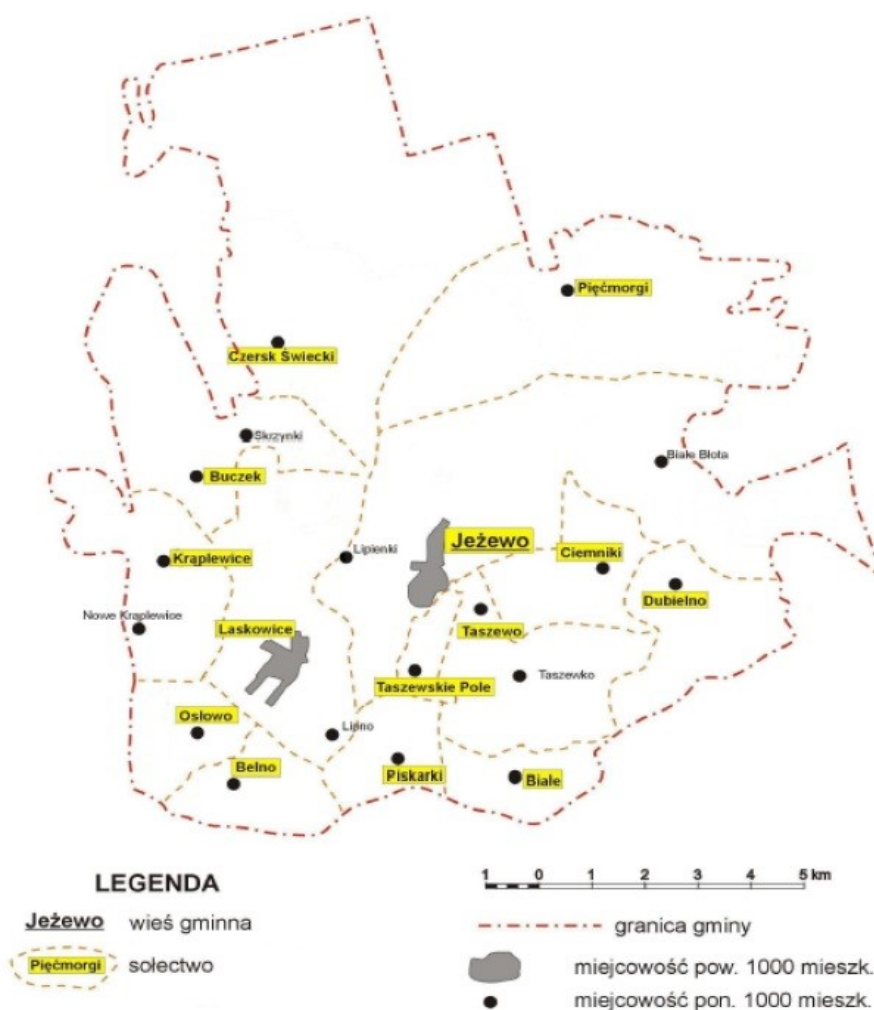 Pięćmorgi
Czersk Świecki
Skrzynki
Białe Błota
Buczek
Jeżewo
Lipienki
Ciemniki
Krąplewice
Dubielno
Nowe Krąplewice
Laskowice
Taszewo
Taszewskie Pole
Taszewko
Osłowo
Lipno
Belno
Piskarki
Białe
LEGENDA
1 0 1 2 3 4 5 km
Jeżewo wieś gminna
granica gminy
Pięćmorgi sołectwo
miejcowość pow. 1000 mieszk.
miejcowość pon. 1000 mieszk.